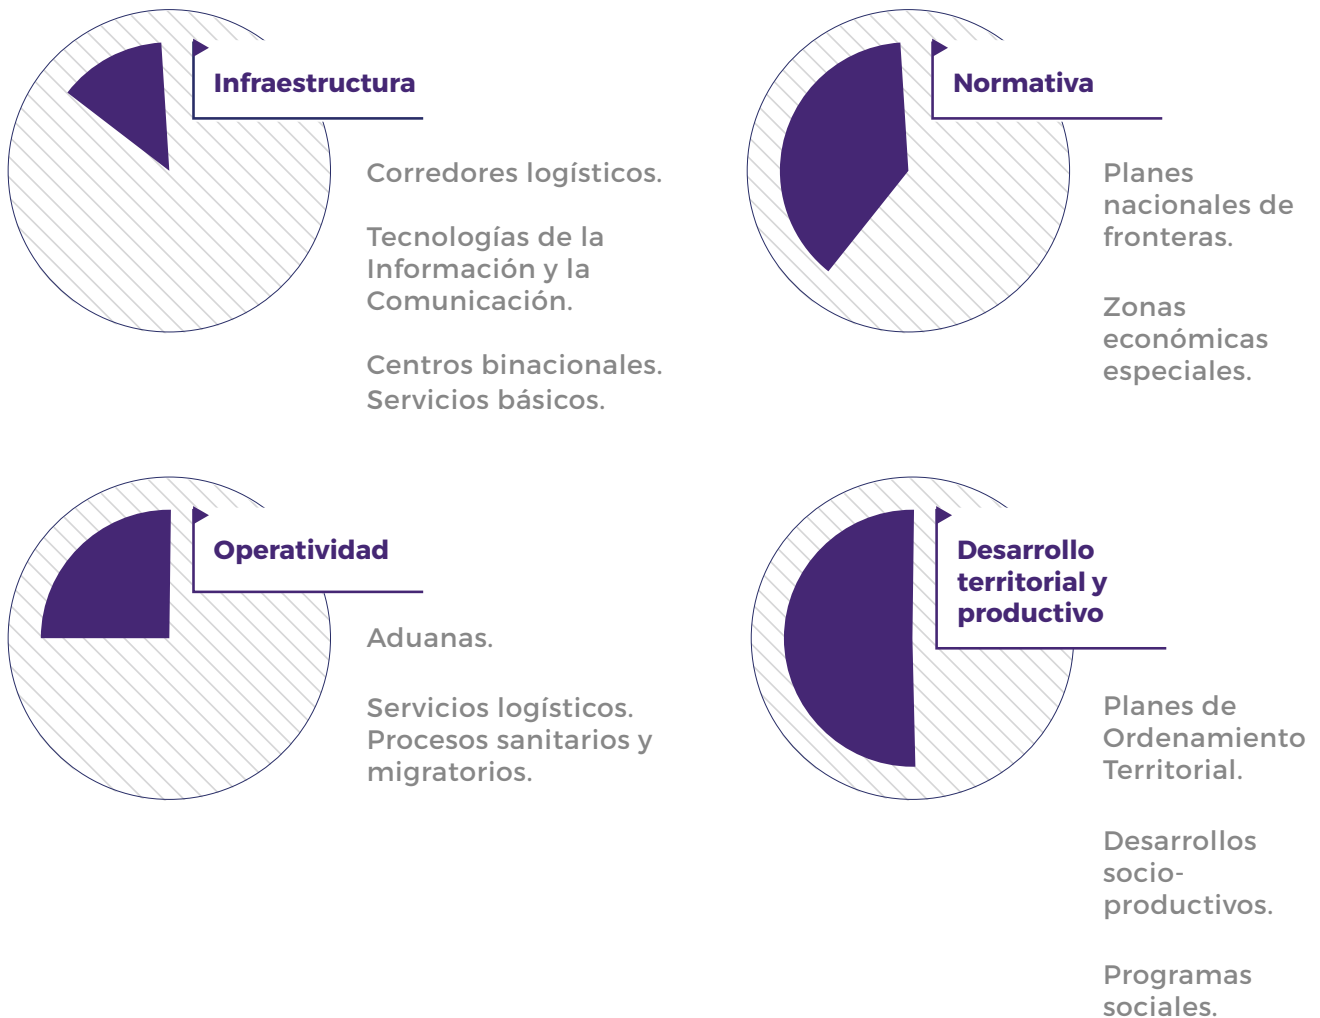 Infraestructura
Corredores logísticos.
Tecnologías de la
Información y la
Comunicación.
Centros binacionales.
Servicios básicos.
Normativa
Planes
nacionales de
fronteras.
Zonas
económicas
especiales.
Operatividad
Aduanas.
Servicios logísticos.
Procesos sanitarios y
migratorios.
Desarrollo
territorial y
productivo
Planes de
Ordenamiento
Territorial.
Desarrollos
socio-
productivos.
Programas
sociales.